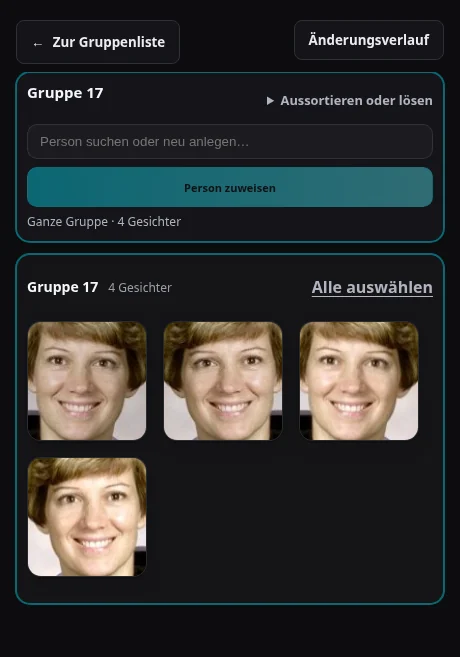 ← Zur Gruppenliste
Änderungsverlauf
Gruppe 17
▶ Aussortieren oder lösen
Person suchen oder neu anlegen…
Person zuweisen
Ganze Gruppe · 4 Gesichter
Gruppe 17 4 Gesichter
Alle auswählen